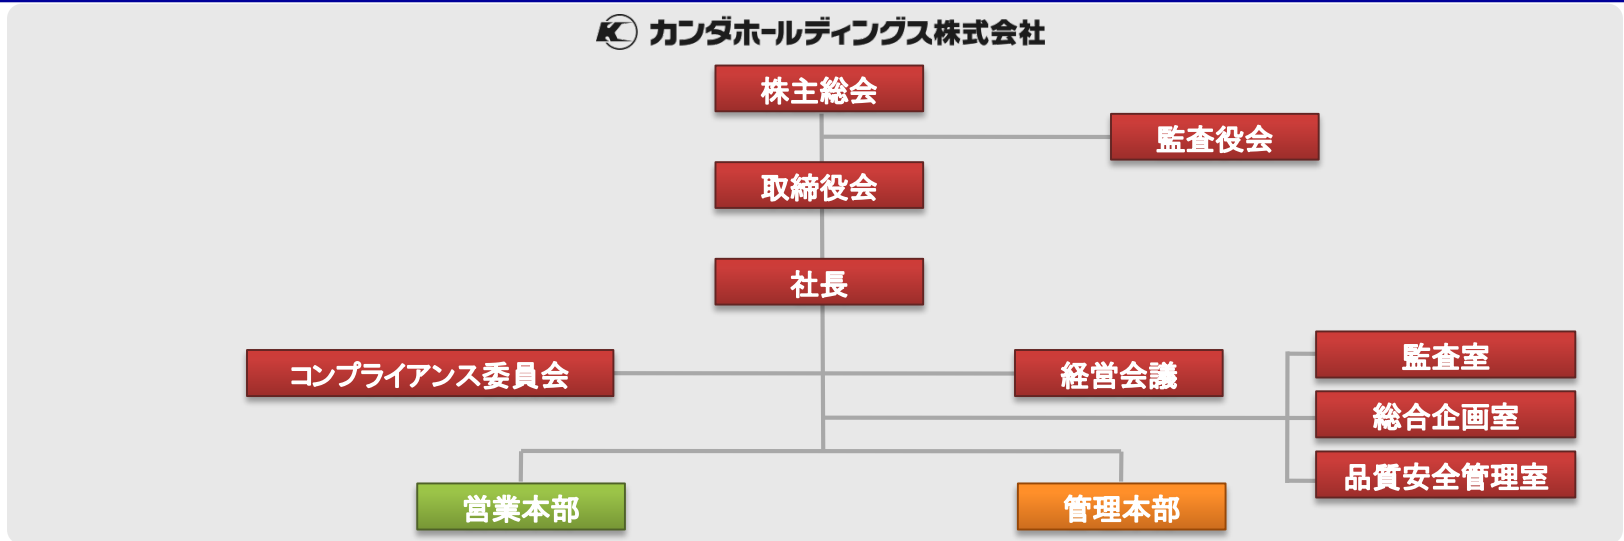 カンダホールディングス株式会社
株主総会
監査役会
取締役会
社長
コンプライアンス委員会
経営会議
監査室
総合企画室
品質安全管理室
営業本部
管理本部